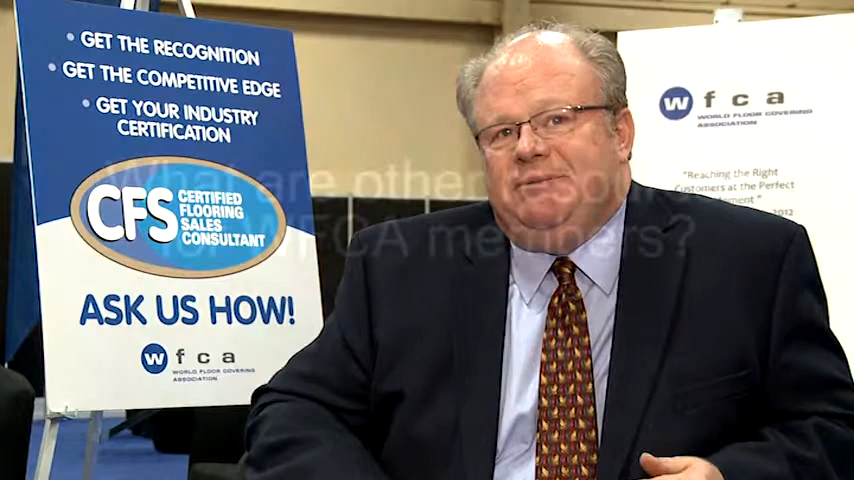 • GET THE RECOGNITION
• GET THE COMPETITIVE EDGE
• GET YOUR INDUSTRY
CERTIFICATION
CFS CERTIFIED
FLOORING
SALES
CONSULTANT
ASK US HOW!
w f c a
WORLD FLOOR COVERING
ASSOCIATION
w f c a
WORLD FLOOR COVERING
ASSOCIATION
"Reaching the Right
Customers at the Perfect
2012
What are other
for WFCA members?